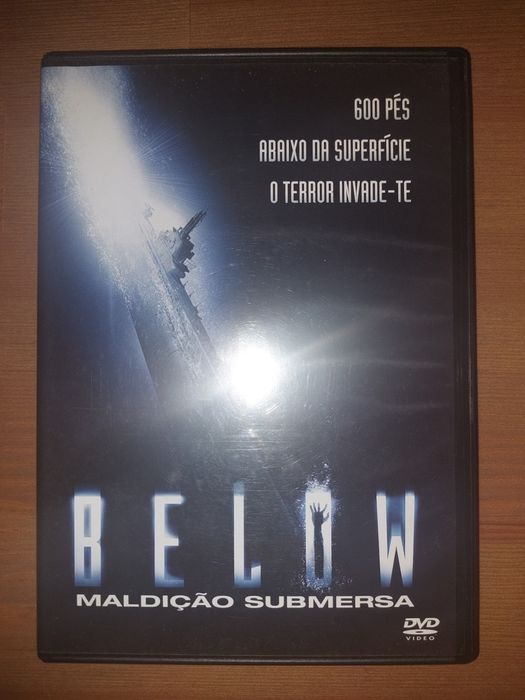 600 PÉS
ABAIXO DA SUPERFÍCIE
O TERROR INVADE-TE
BELOW
MALDIÇÃO SUBMERSA
DVD
VIDEO